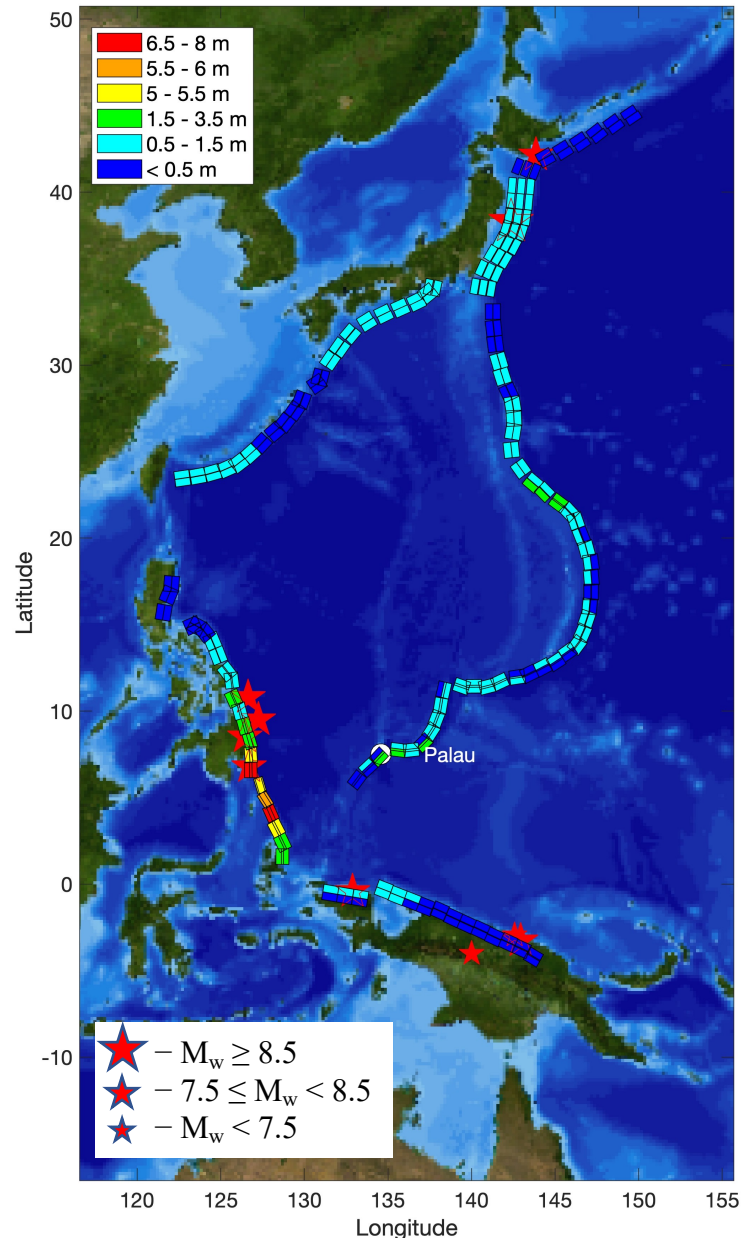 50
40
30
20
10
0
-10
Latitude
6.5 - 8 m
5.5 - 6 m
5 - 5.5 m
1.5 - 3.5 m
0.5 - 1.5 m
< 0.5 m
Palau
– Mw ≥ 8.5
– 7.5 ≤ Mw < 8.5
– Mw < 7.5
120 125 130 135 140 145 150 155
Longitude